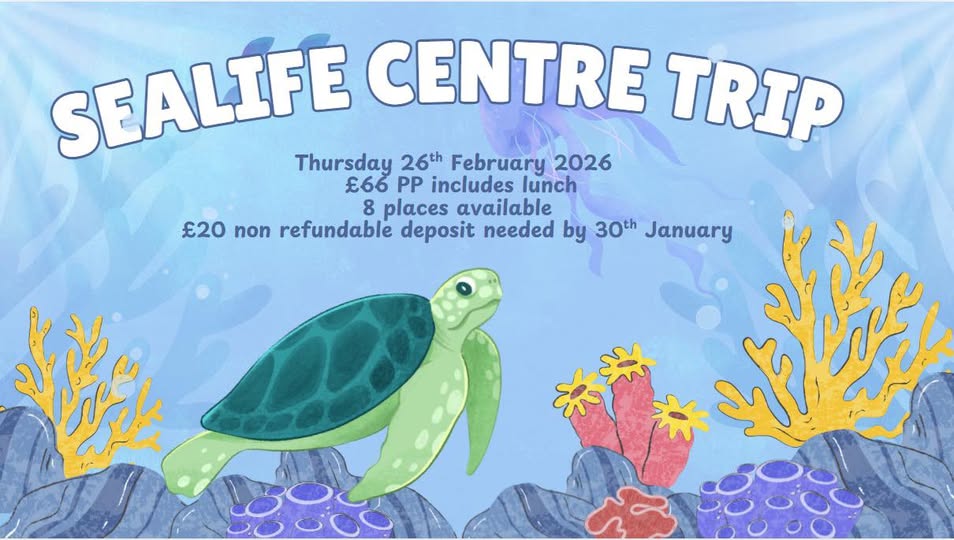 SEALIFE CENTRE TRIP
Thursday 26th February 2026
£66 PP includes lunch
8 places available
£20 non refundable deposit needed by 30th January